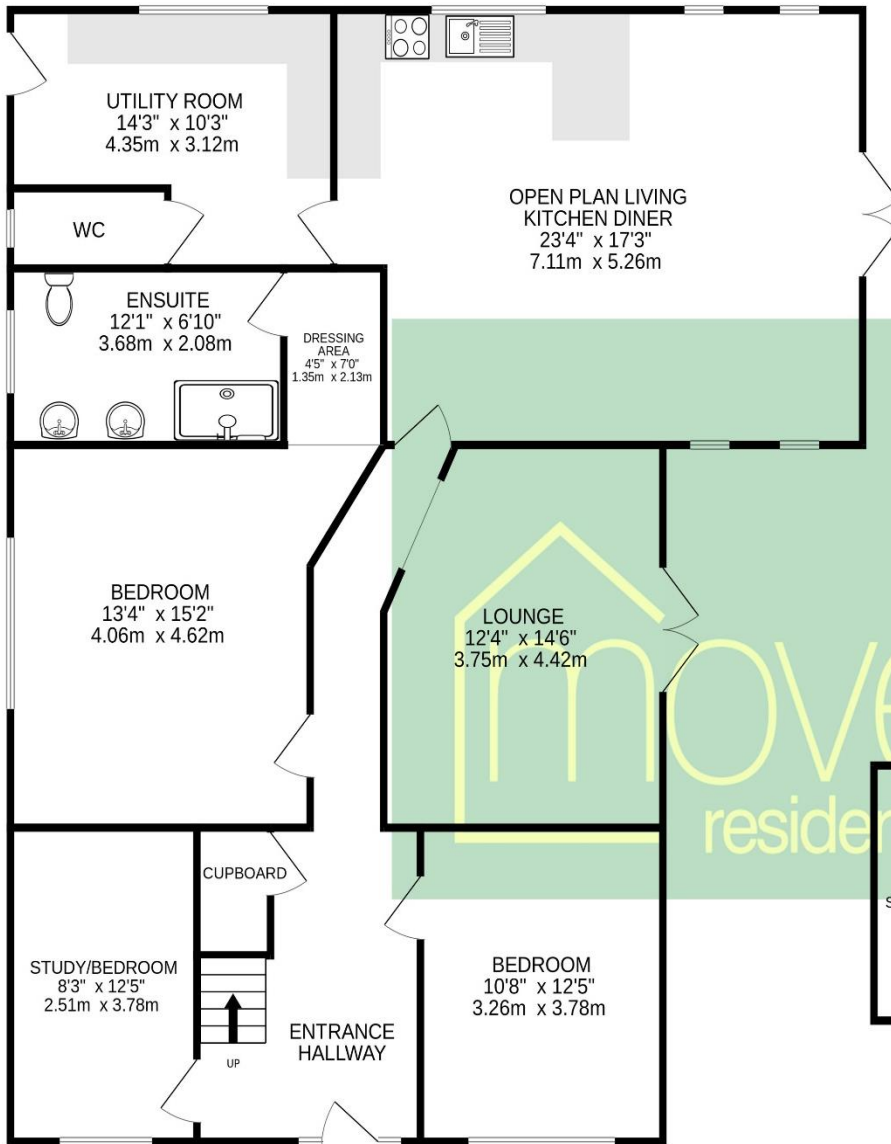 UTILITY ROOM
14'3" x 10'3"
4.35m x 3.12m
OPEN PLAN LIVING
KITCHEN DINER
23'4" x 17'3"
7.11m x 5.26m
WC
ENSUITE
12'1" x 6'10"
3.68m x 2.08m
DRESSING
AREA
4'5" x 7'0"
1.35m x 2.13m
BEDROOM
13'4" x 15'2"
4.06m x 4.62m
LOUNGE
12'4" x 14'6"
3.75m x 4.42m
move
residen
CUPBOARD
S
STUDY/BEDROOM
8'3" x 12'5"
2.51m x 3.78m
BEDROOM
10'8" x 12'5"
3.26m x 3.78m
ENTRANCE
HALLWAY
UP